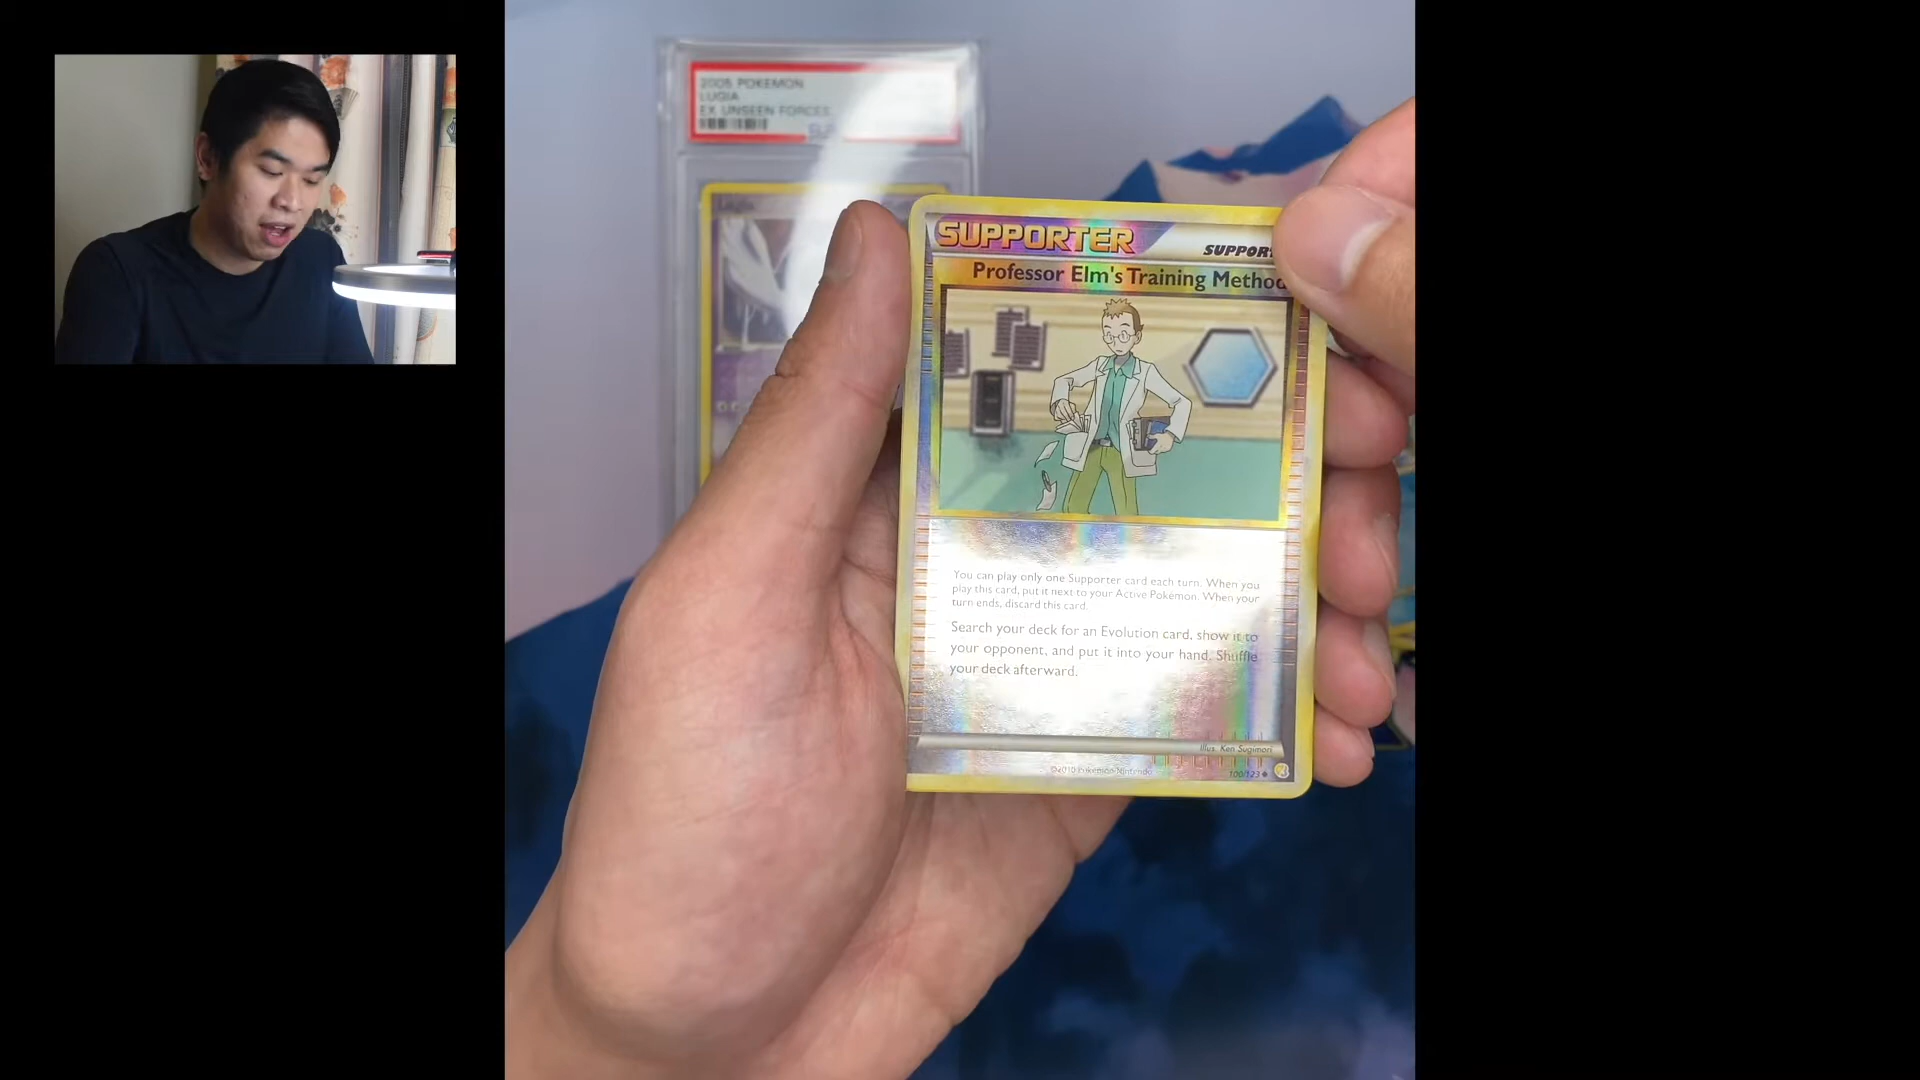 2005 POKEMON
LUGIA
EX UNSEEN FORCES
Lugia
SUPPORTER
SUPPORT
Professor Elm's Training Method
You can play only one Supporter card each turn. When you
play this card, put it next to your Active Pokémon. When your
turn ends, discard this card.
Search your deck for an Evolution card, show it to
your opponent, and put it into your hand. Shuffle
your deck afterward.
Illus. Ken Sugimori
©2010 Pokémon/Nintendo
100/123